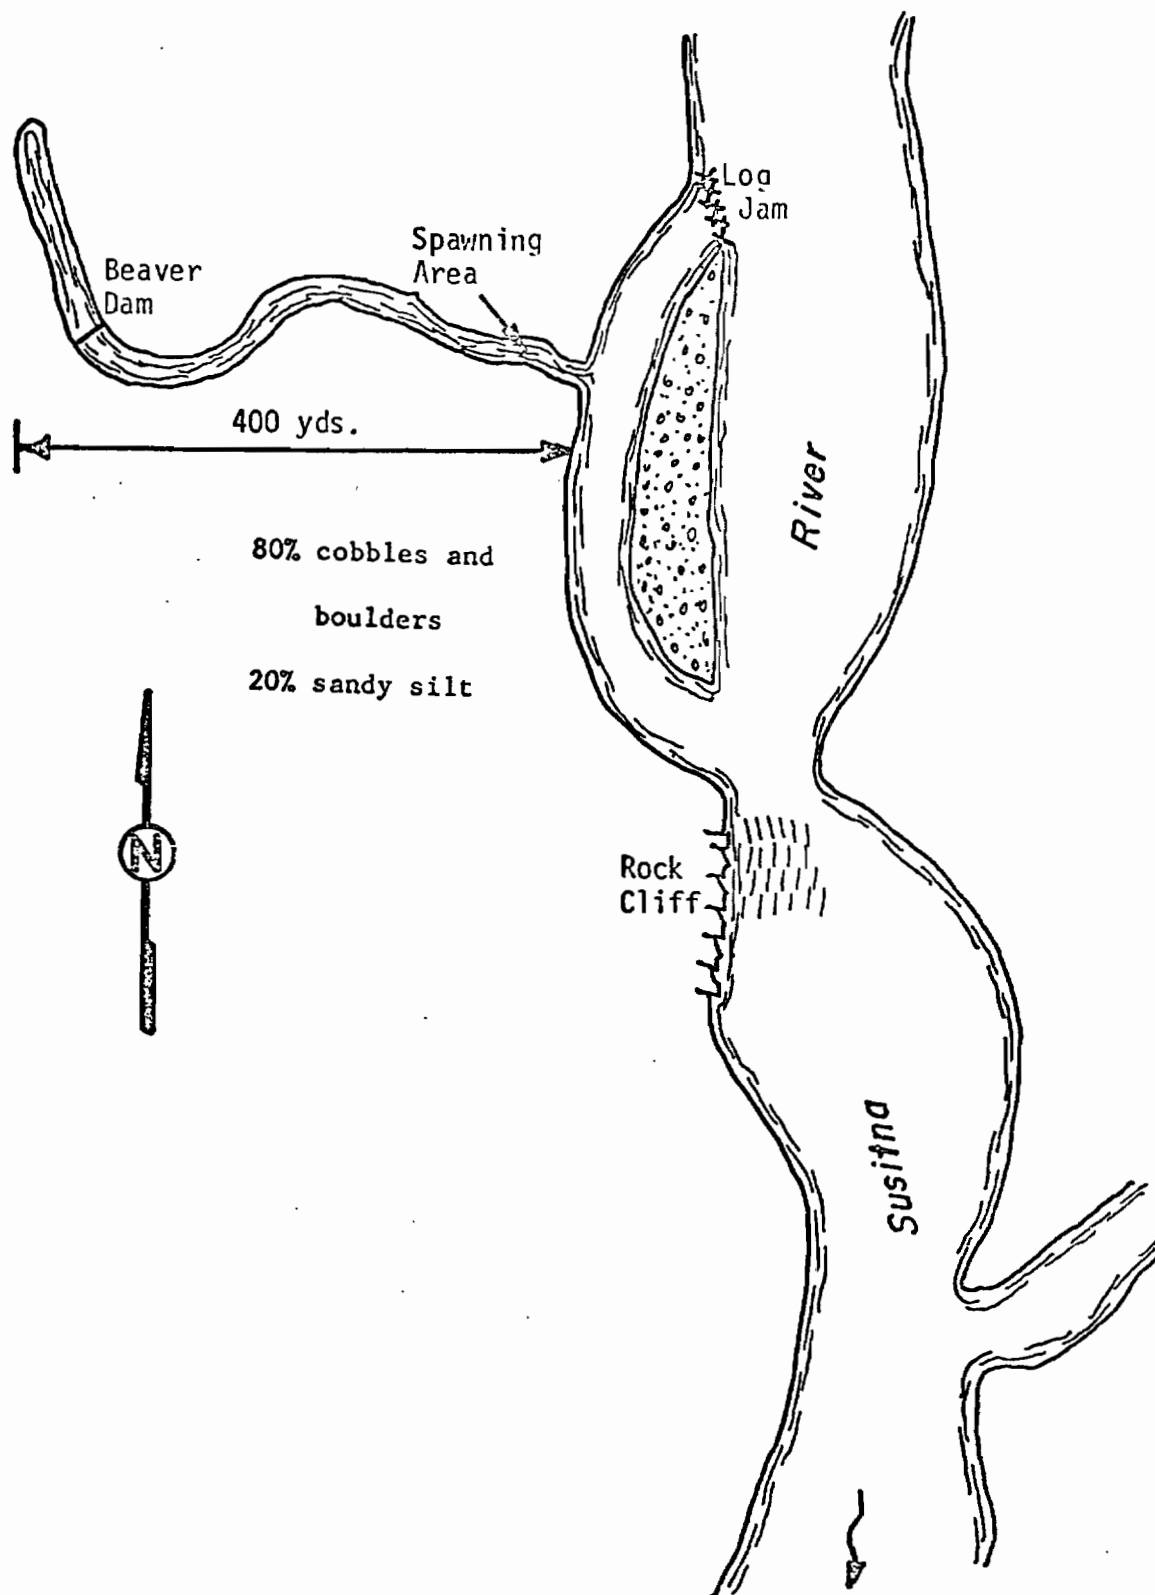 Log
Jam
Spawning
Area
Beaver
Dam
400 yds.
River
80% cobbles and
boulders
20% sandy silt
N
Rock
Cliff
Susitna